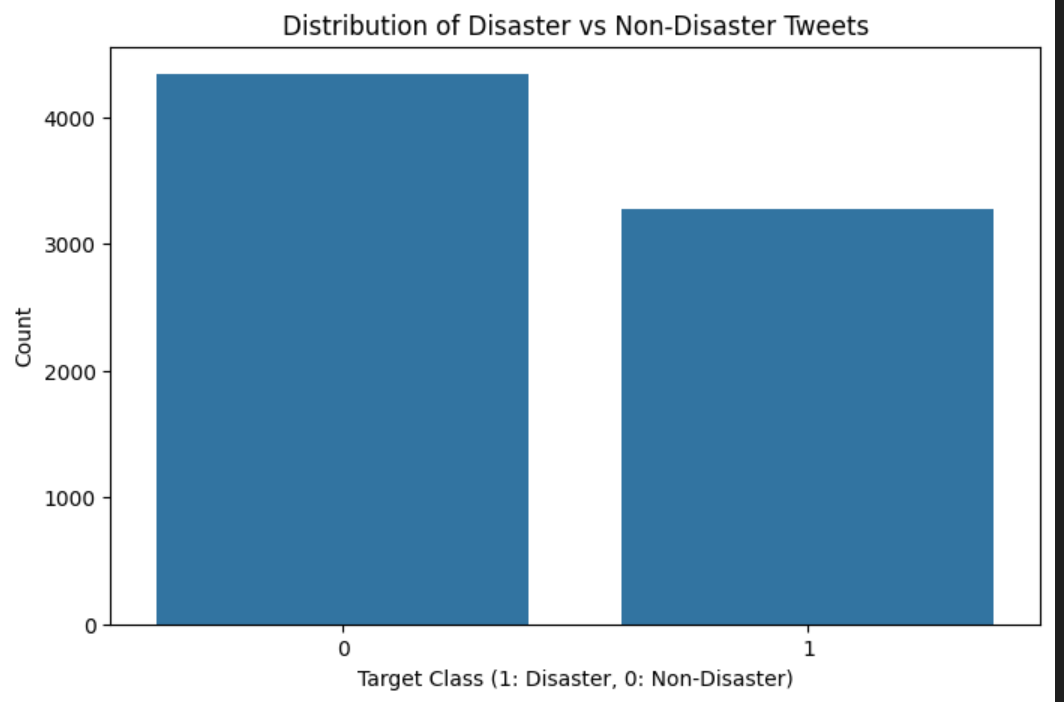 Distribution of Disaster vs Non-Disaster Tweets
4000
3000
2000
1000
0
Count
0 1
Target Class (1: Disaster, 0: Non-Disaster)